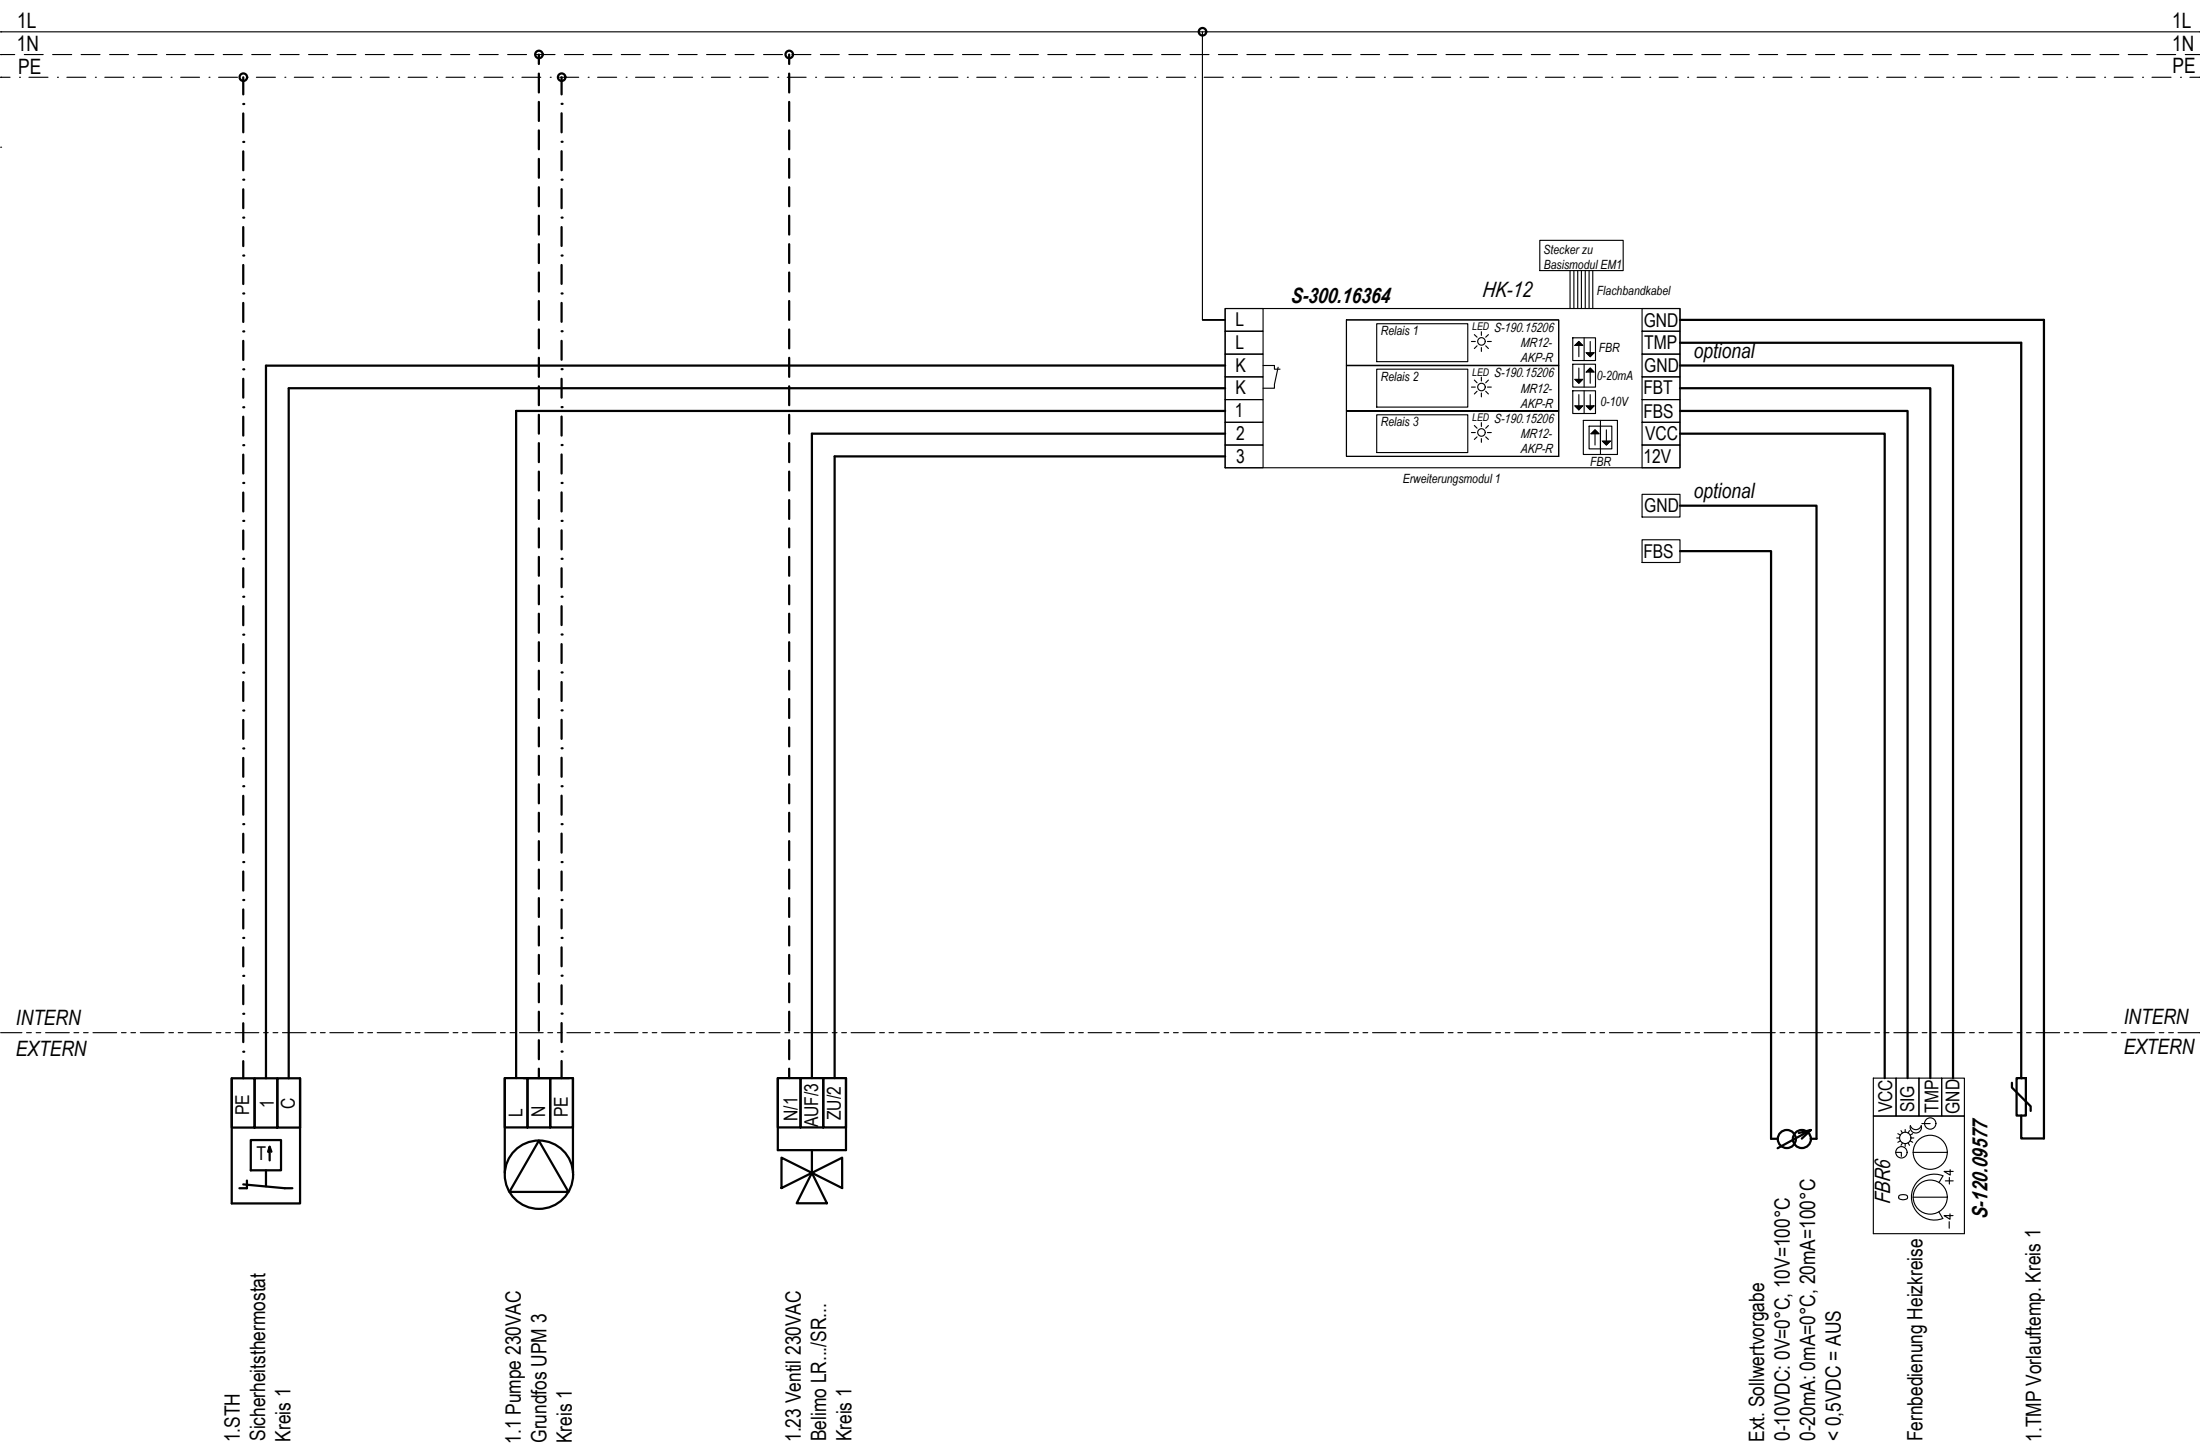 1L
1N
PE
1L
1N
PE
Stecker zu
Basismodul EM1
Flachbandkabel
S-300.16364
HK-12
L
L
K
K
1
2
3
Relais 1
LED
S-190.15206
MR12-
AKP-R
Relais 2
LED
S-190.15206
MR12-
AKP-R
Relais 3
LED
S-190.15206
MR12-
AKP-R
FBR
0-20mA
0-10V
FBR
GND
TMP
GND
FBT
FBS
VCC
12V
optional
Erweiterungsmodul 1
optional
GND
FBS
INTERN
EXTERN
INTERN
EXTERN
PE
1
C
T
1.STH
Sicherheitsthermostat
Kreis 1
L
N
PE
1.1 Pumpe 230VAC
Grundfos UPM 3
Kreis 1
N/1
AUF/3
ZU/2
1.23 Ventil 230VAC
Belimo LR.../SR...
Kreis 1
Ext. Sollwertvorgabe
0-10VDC: 0V=0°C, 10V=100°C
0-20mA: 0mA=0°C, 20mA=100°C
< 0,5VDC = AUS
VCC
SIG
TMP
GND
FBR6
0
-4
+4
S-120.09577
Fernbedienung Heizkreise
1.TMP Vorlauftemp. Kreis 1